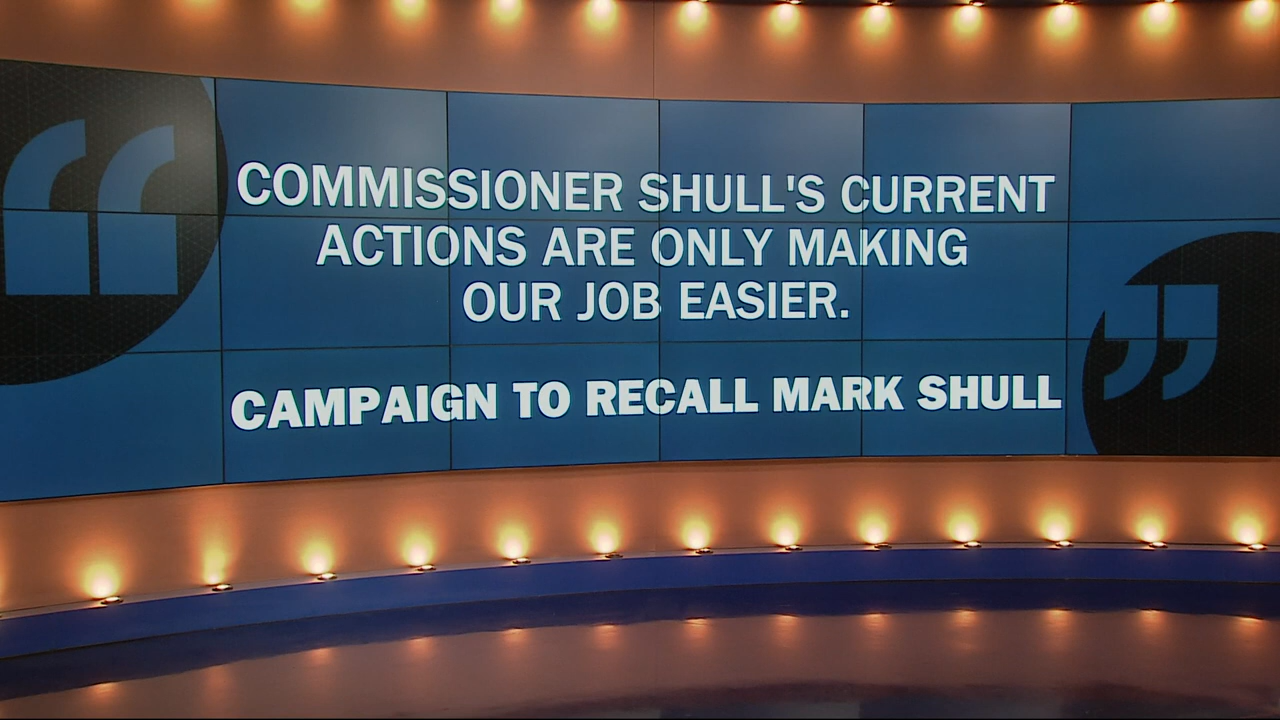 “
COMMISSIONER SHULL'S CURRENT
ACTIONS ARE ONLY MAKING
OUR JOB EASIER.
”
CAMPAIGN TO RECALL MARK SHULL